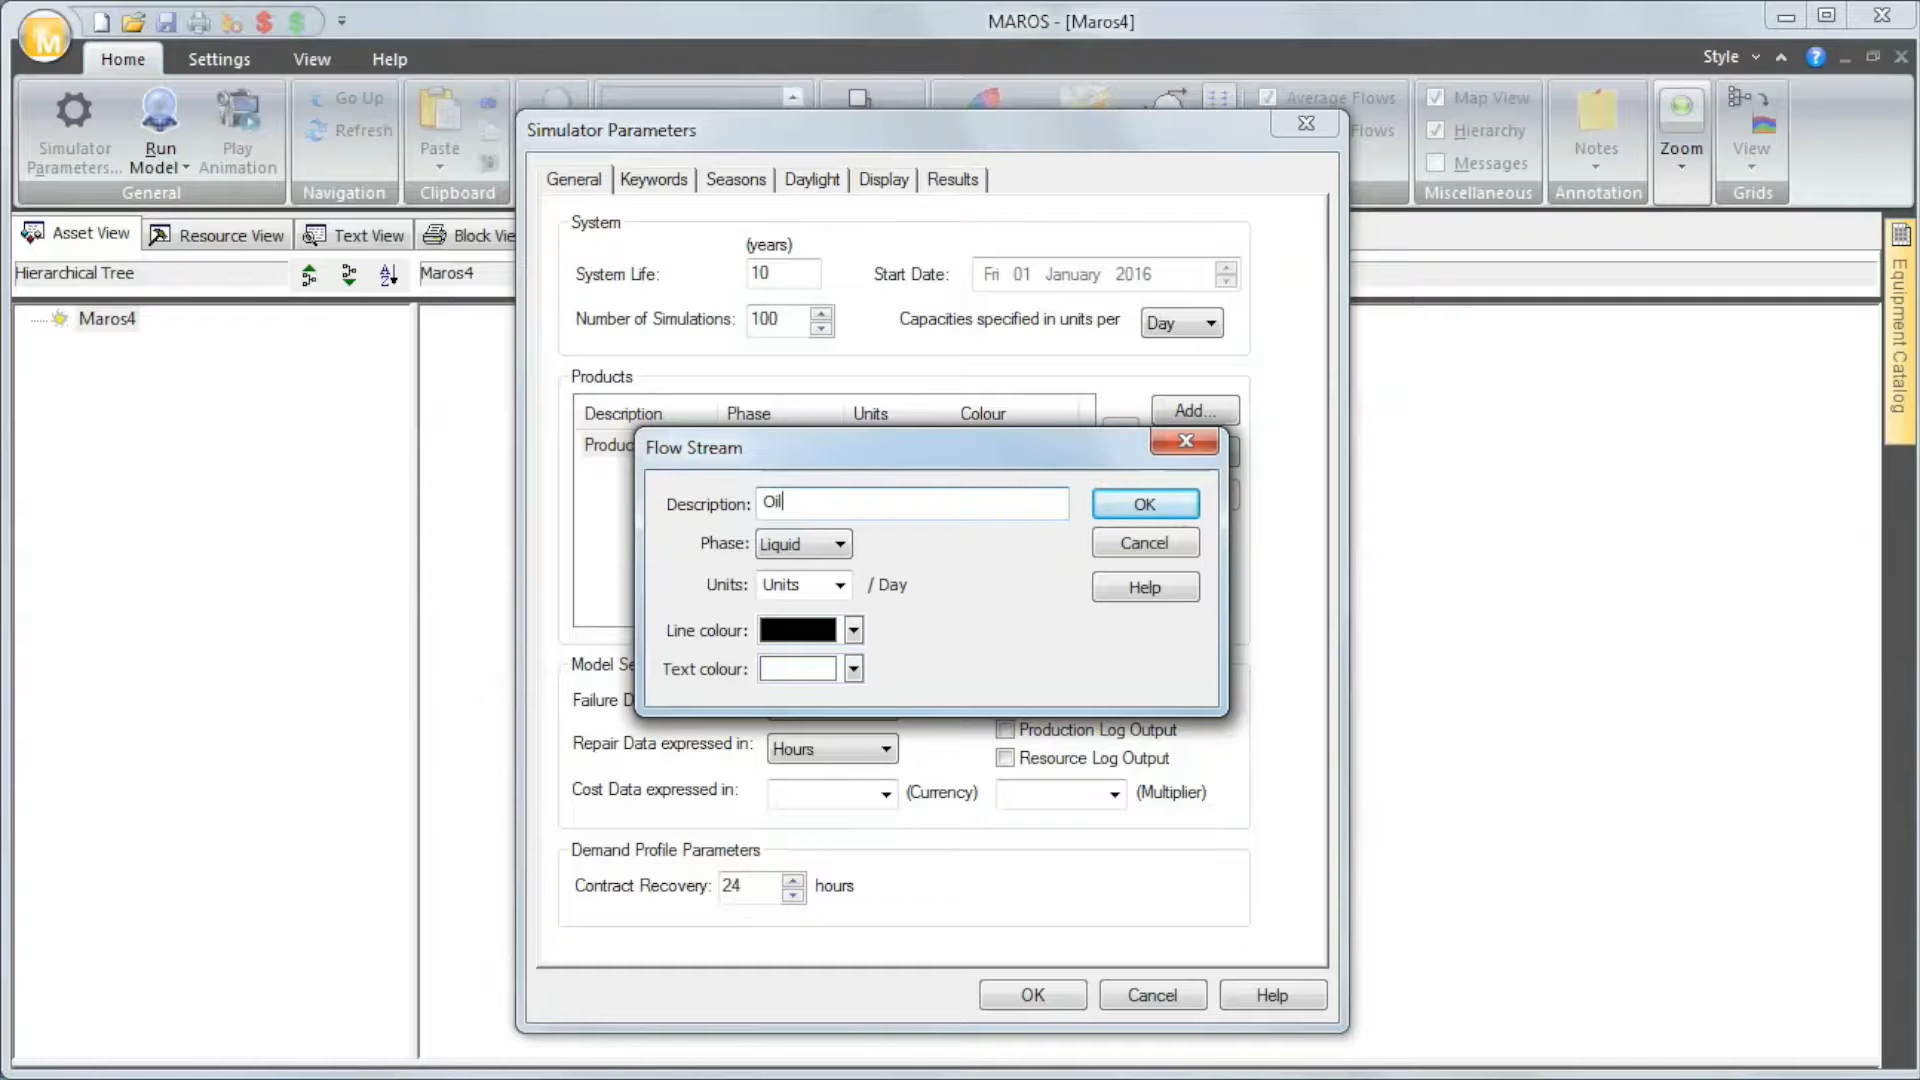 MAROS - [Maros4]
M
Home Settings View Help Style
Simulator Parameters...
Run Model
Play Animation
General
Go Up
Refresh
Navigation
Paste
Clipboard
Average Flows
Flows
Map View
Hierarchy
Messages
Miscellaneous
Notes
Annotation
Zoom
View
Grids
Asset View Resource View Text View Block Vie
Hierarchical Tree
Maros4
Maros4
Equipment Catalog
Simulator Parameters
General Keywords Seasons Daylight Display Results
System
(years)
System Life: 10 Start Date: Fri 01 January 2016
Number of Simulations: 100 Capacities specified in units per Day
Products
Description Phase Units Colour
Add...
Produc
Flow Stream
Description: Oil OK
Phase: Liquid Cancel
Units: Units / Day Help
Line colour:
Text colour:
Model Se
Failure D
Production Log Output
Repair Data expressed in: Hours
Resource Log Output
Cost Data expressed in: (Currency) (Multiplier)
Demand Profile Parameters
Contract Recovery: 24 hours
OK Cancel Help